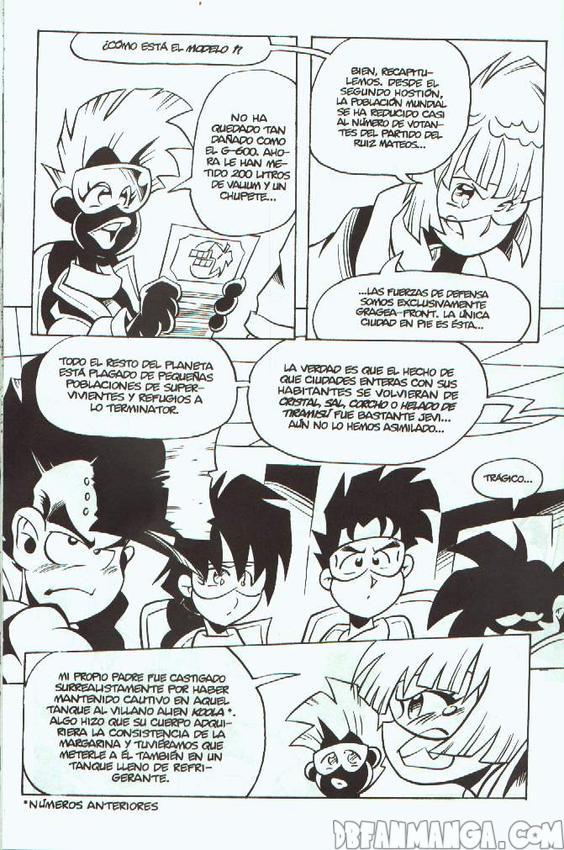 ¿CÓMO ESTÁ EL MODELO 1?
BIEN, RECAPITU-
LEMOS. DESDE EL
SEGUNDO HOSTIÓN,
LA POBLACIÓN MUNDIAL
SE HA REDUCIDO CASI
AL NÚMERO DE VOTAN-
TES DEL PARTIDO DEL
RUIZ MATEOS...
NO HA
QUEDADO TAN
DAÑADO COMO
EL G-600. AHORA
LE HAN ME-
TIDO 200 LITROS
DE VALIUM Y UN
CHUPETE...
...LAS FUERZAS DE DEFENSA
SOMOS EXCLUSIVAMENTE
GRAGEA-FRONT. LA ÚNICA
CIUDAD EN PIE ES ÉSTA...
TODO EL RESTO DEL PLANETA
ESTÁ PLAGADO DE PEQUEÑAS
POBLACIONES DE SUPER-
VIVIENTES Y REFUGIOS A
LO TERMINATOR.
LA VERDAD ES QUE EL HECHO DE
QUE CIUDADES ENTERAS CON SUS
HABITANTES SE VOLVIERAN DE
CRISTAL, SAL, CORCHO O HELADO DE
TIRAMISÚ FUE BASTANTE JEVI...
AÚN NO LO HEMOS ASIMILADO...
TRÁGICO...
MI PROPIO PADRE FUE CASTIGADO
SURREALISTAMENTE POR HABER
MANTENIDO CAUTIVO EN AQUEL
TANQUE AL VILLANO ALIEN KOOLA*.
ALGO HIZO QUE SU CUERPO ADQUI-
RIERA LA CONSISTENCIA DE LA
MARGARINA Y TUVIÉRAMOS QUE
METERLE A ÉL TAMBIÉN EN UN
TANQUE LLENO DE REFRI-
GERANTE.
*NÚMEROS ANTERIORES
DBFANMANGA.COM